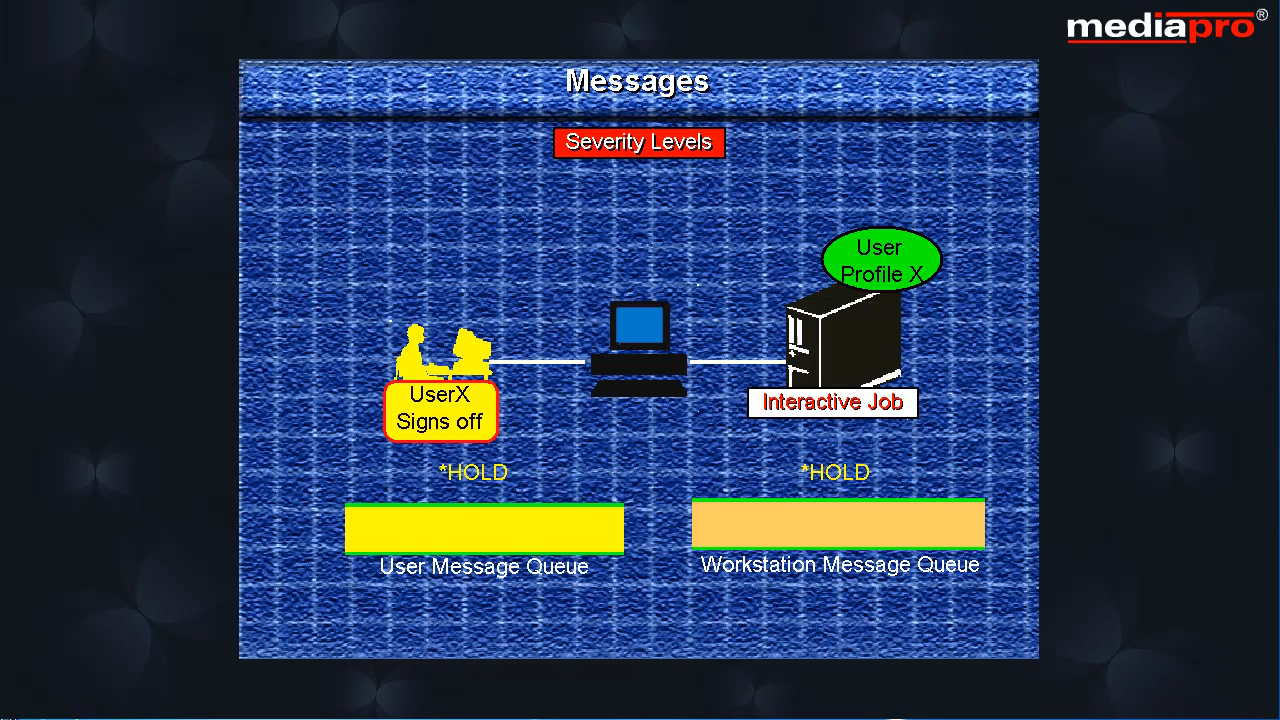 mediapro®
Messages
Severity Levels
User
Profile X
UserX
Signs off
Interactive Job
*HOLD
*HOLD
User Message Queue
Workstation Message Queue